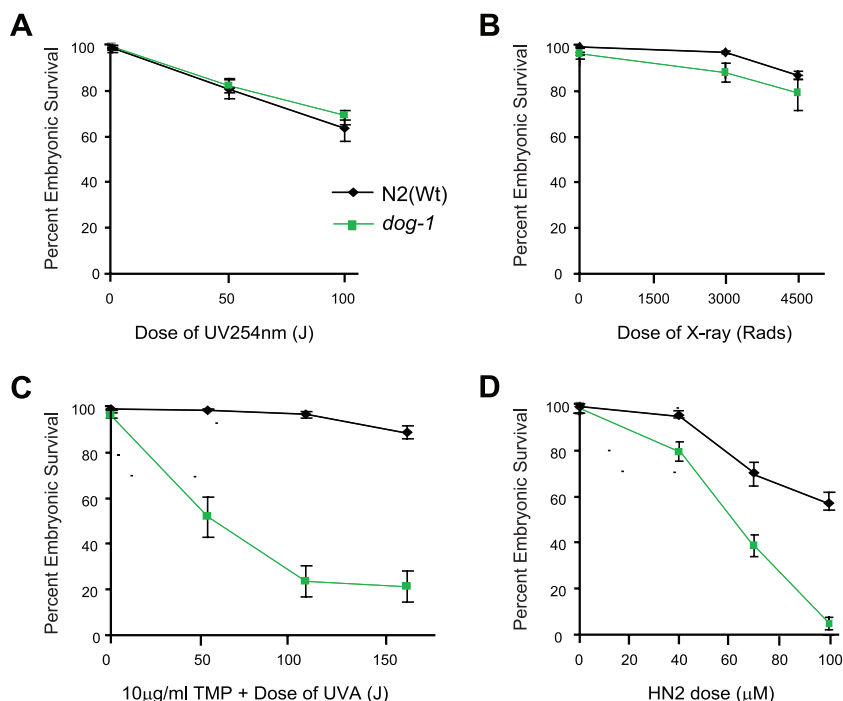 A
Percent Embryonic Survival
100
80
60
40
20
0
0
50
100
Dose of UV254nm (J)
N2(Wt)
dog-1
B
Percent Embryonic Survival
100
80
60
40
20
0
0
1500
3000
4500
Dose of X-ray (Rads)
C
Percent Embryonic Survival
100
80
60
40
20
0
0
50
100
150
10μg/ml TMP + Dose of UVA (J)
D
Percent Embryonic Survival
100
80
60
40
20
0
0
20
40
60
80
100
HN2 dose (μM)